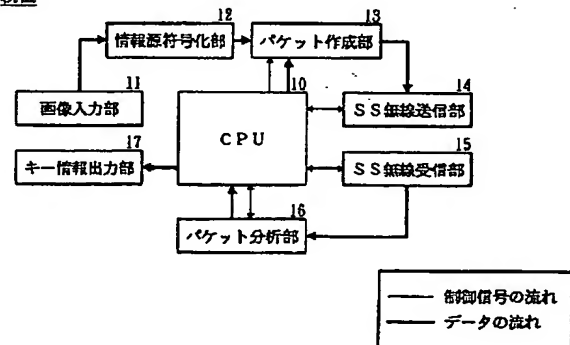 12
情報源符号化部
13
パケット作成部
11
画像入力部
10
CPU
14
SS無線送信部
17
キー情報出力部
15
SS無線受信部
16
パケット分析部
制御信号の流れ
データの流れ